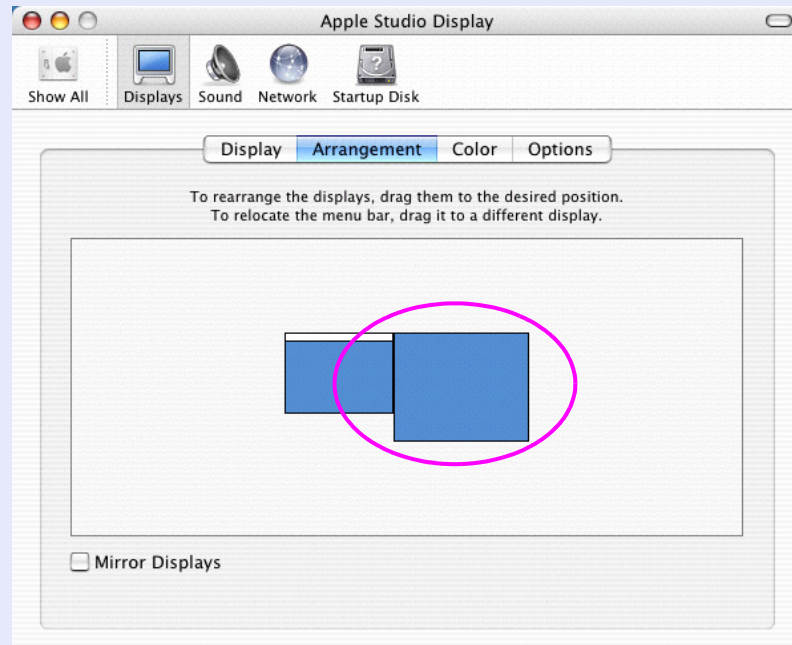 Apple Studio Display
Show All Displays Sound Network Startup Disk
Display Arrangement Color Options
To rearrange the displays, drag them to the desired position.
To relocate the menu bar, drag it to a different display.
Mirror Displays